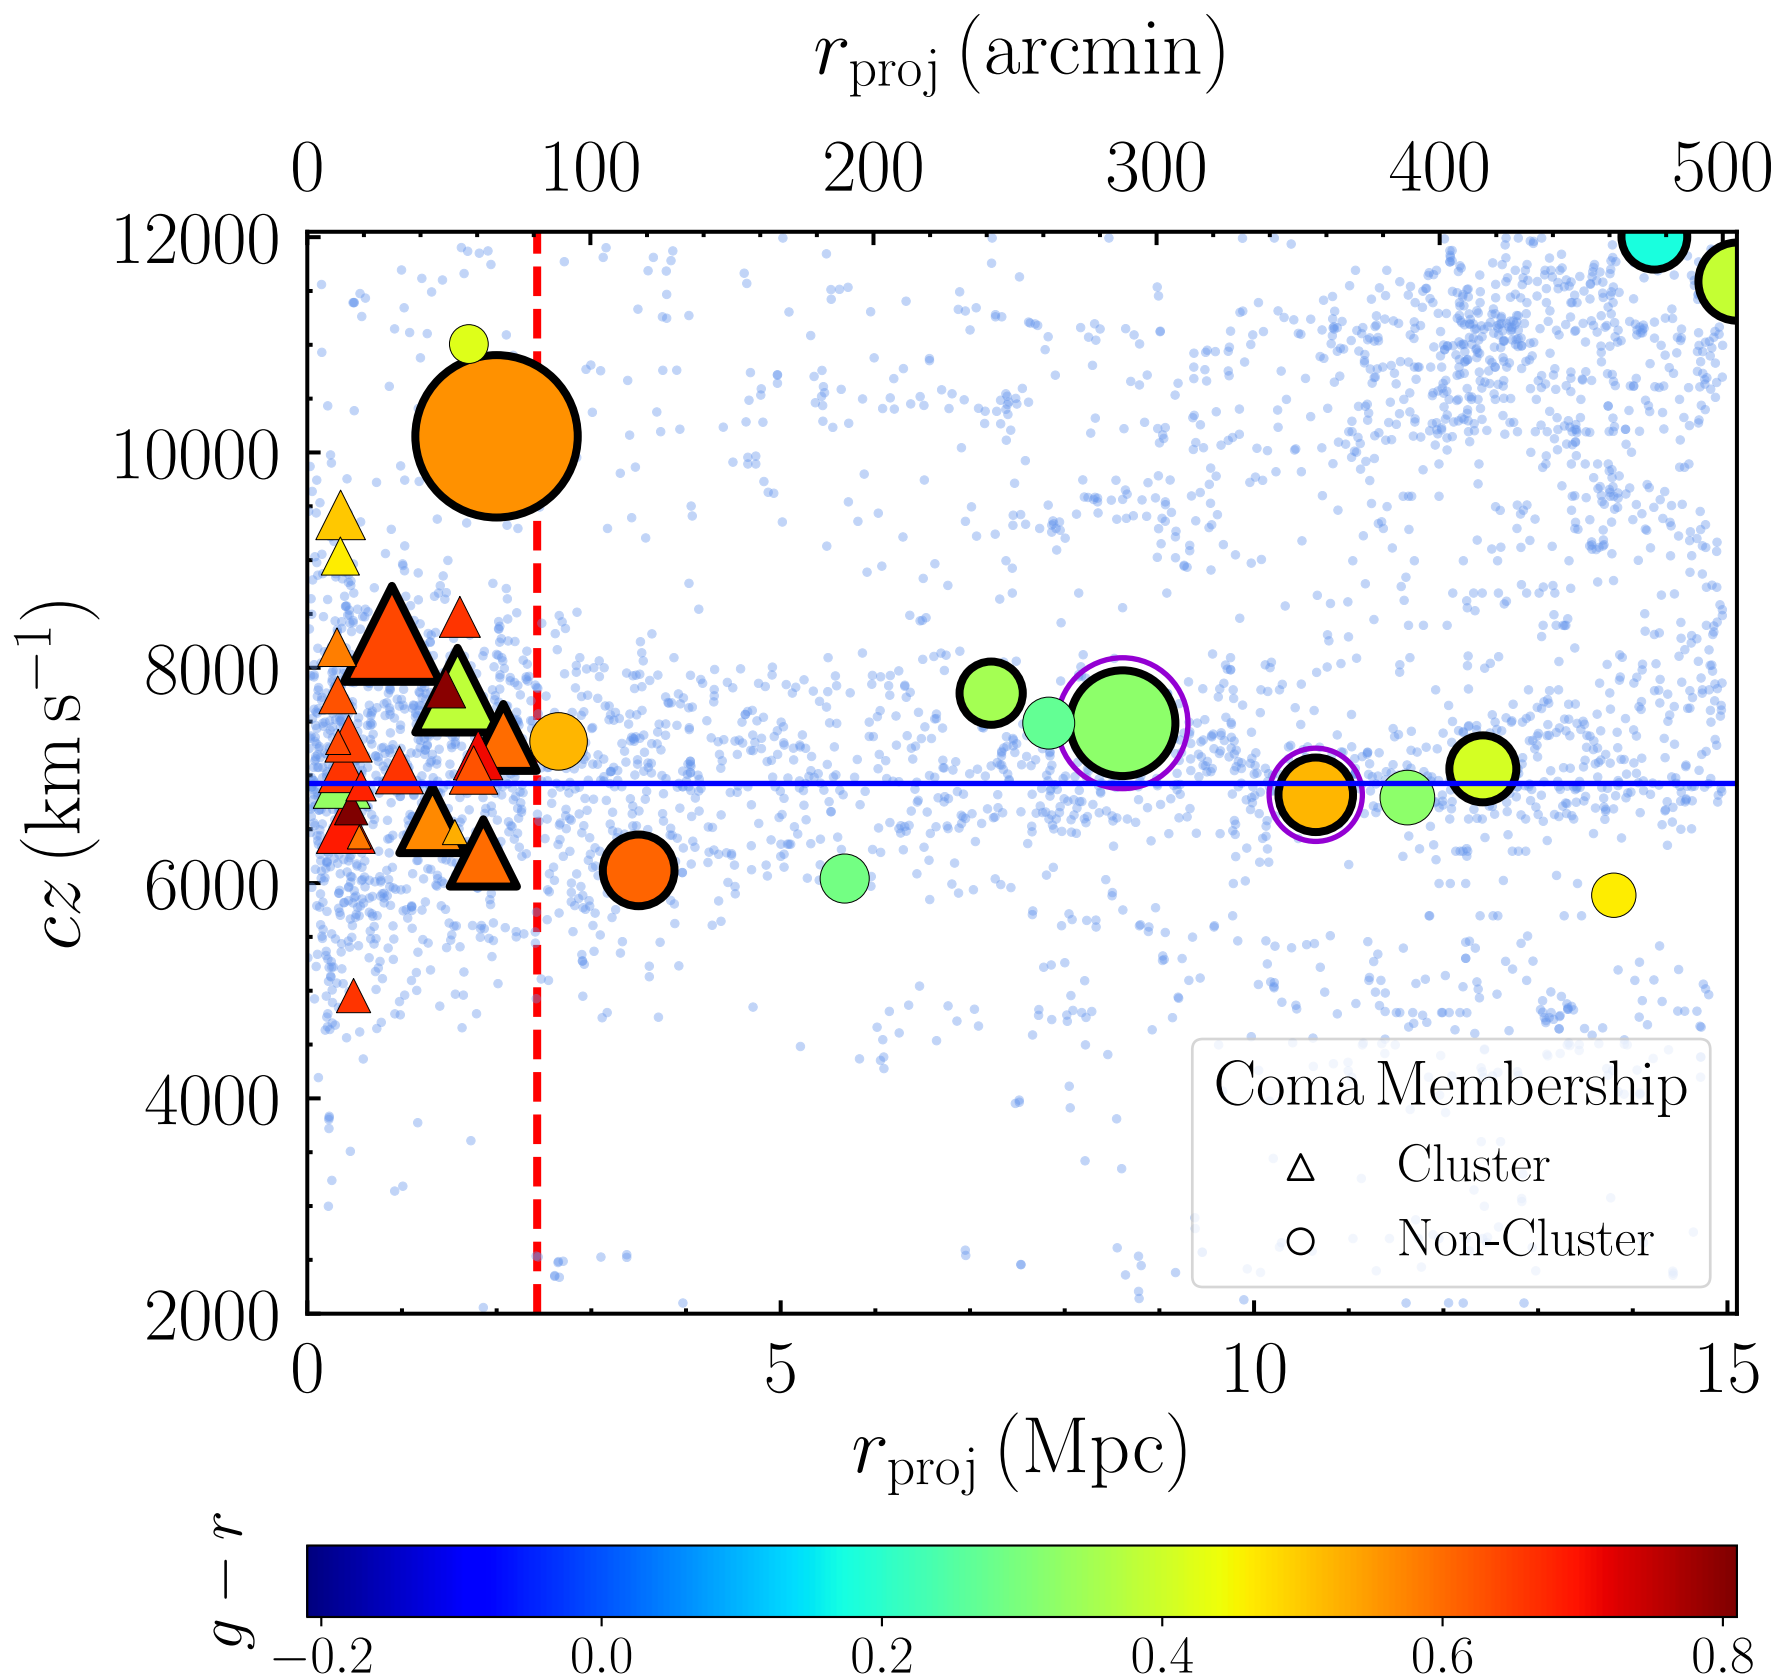 r_proj (arcmin)
0 100 200 300 400 500
12000
10000
8000
6000
4000
2000
cz (km s⁻¹)
Coma Membership
Cluster
Non-Cluster
0 5 10 15
r_proj (Mpc)
g − r
−0.2 0.0 0.2 0.4 0.6 0.8